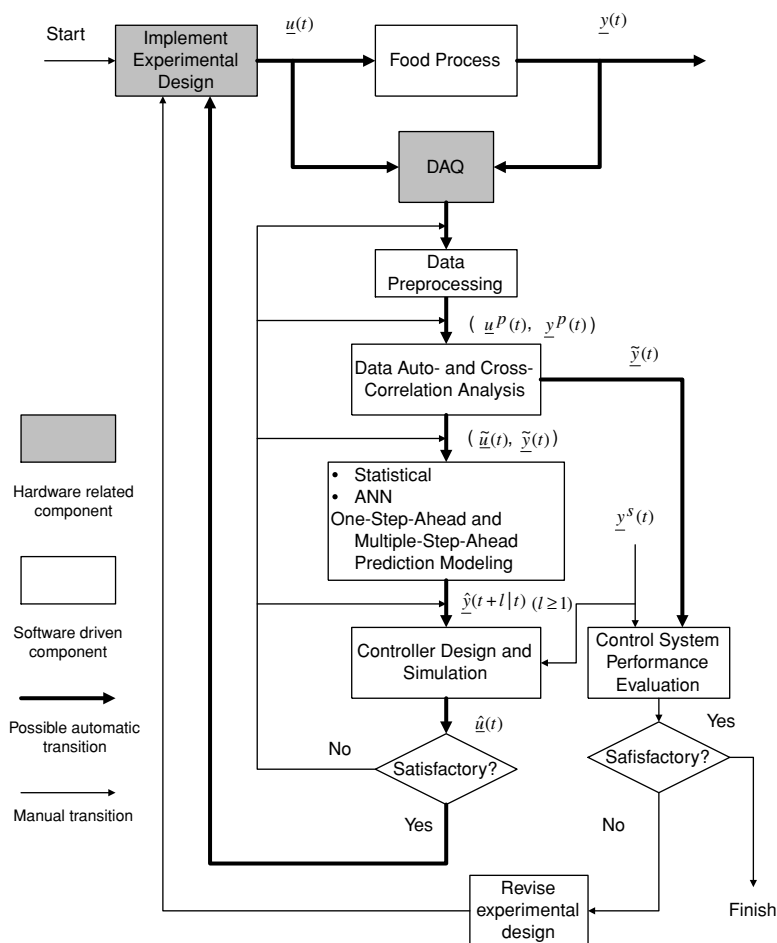 Start
Implement
Experimental
Design
u(t)
Food Process
y(t)
DAQ
Data
Preprocessing
( u^p(t), y^p(t))
Data Auto- and Cross-
Correlation Analysis
ỹ(t)
( ũ(t), ỹ(t))
• Statistical
• ANN
One-Step-Ahead and
Multiple-Step-Ahead
Prediction Modeling
y^s(t)
ŷ(t+l|t) (l≥1)
Controller Design and
Simulation
Control System
Performance
Evaluation
û(t)
Satisfactory?
No
Yes
Safisfactory?
Yes
No
Finish
Revise
experimental
design
Hardware related
component
Software driven
component
Possible automatic
transition
Manual transition